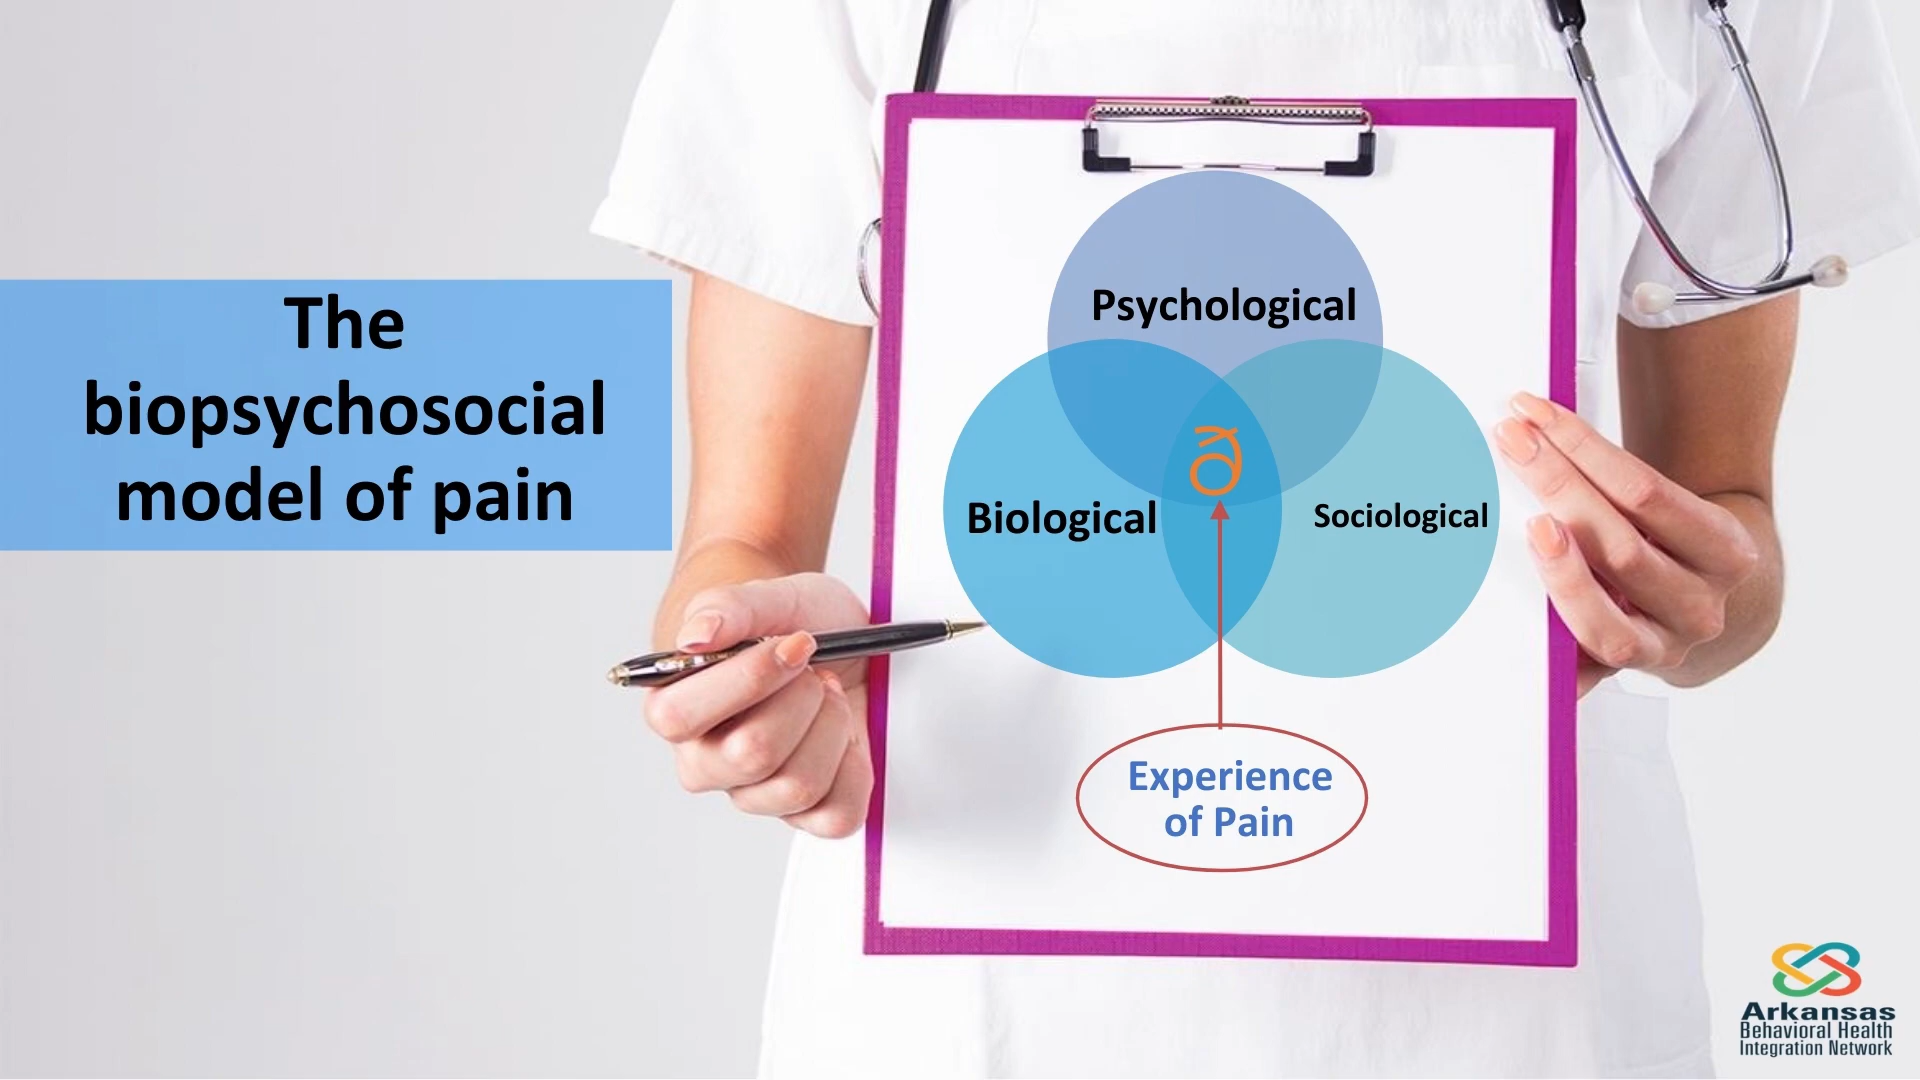 The
biopsychosocial
model of pain
Psychological
Biological
Sociological
Experience
of Pain
Arkansas
Behavioral Health
Integration Network